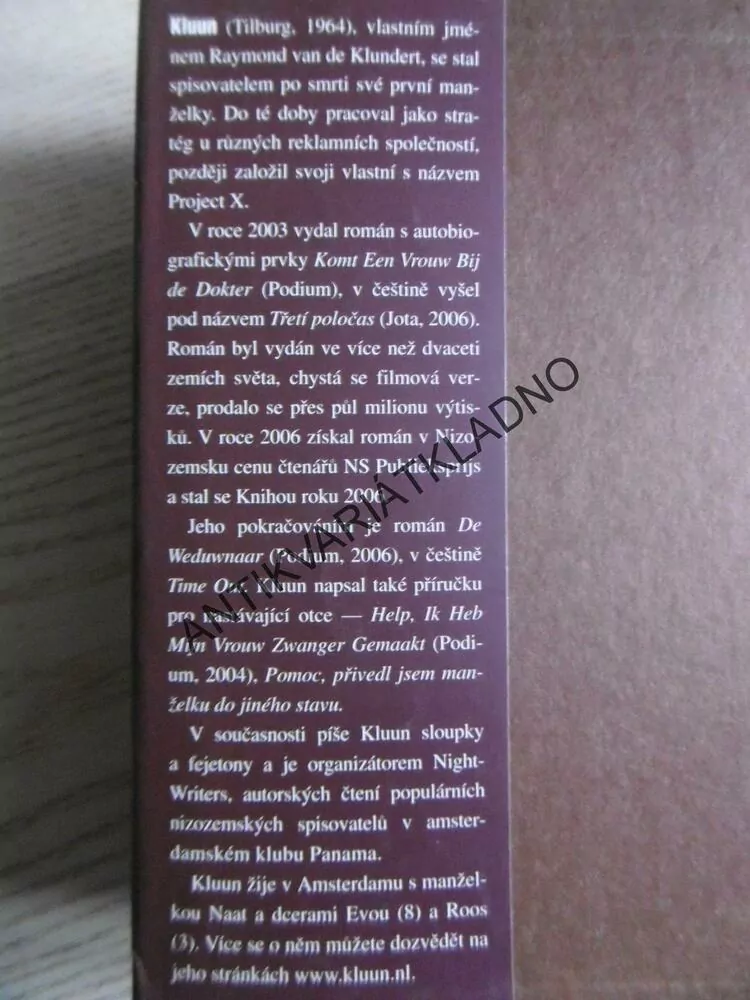 Kluun (Tilburg, 1964), vlastním jmé-
nem Raymond van de Klundert, se stal
spisovatelem po smrti své první man-
želky. Do té doby pracoval jako stra-
tég u různých reklamních společností,
později založil svoji vlastní s názvem
Project X.
V roce 2003 vydal román s autobio-
grafickými prvky Komt Een Vrouw Bij
de Dokter (Podium), v češtině vyšel
pod názvem Třetí poločas (Jota, 2006).
Román byl vydán ve více než dvaceti
zemích světa, chystá se filmová ver-
ze, prodalo se přes půl milionu výtis-
ků. V roce 2006 získal román v Nizo-
zemsku cenu čtenářů NS Publieksprijs
a stal se Knihou roku 2006.
Jeho pokračováním je román De
Weduwnaar (Podium, 2006), v češtině
Time Out. Kluun napsal také příručku
pro nastávající otce — Help, Ik Heb
Mijn Vrouw Zwanger Gemaakt (Podi-
um, 2004), Pomoc, přivedl jsem man-
želku do jiného stavu.
V současnosti píše Kluun sloupky
a fejetony a je organizátorem Night-
Writers, autorských čtení populárních
nizozemských spisovatelů v amster-
damském klubu Panama.
Kluun žije v Amsterdamu s manžel-
kou Naat a dcerami Evou (8) a Roos
(3). Více se o něm můžete dozvědět na
jeho stránkách www.kluun.nl.
ANTIKVARIÁTKLADNO